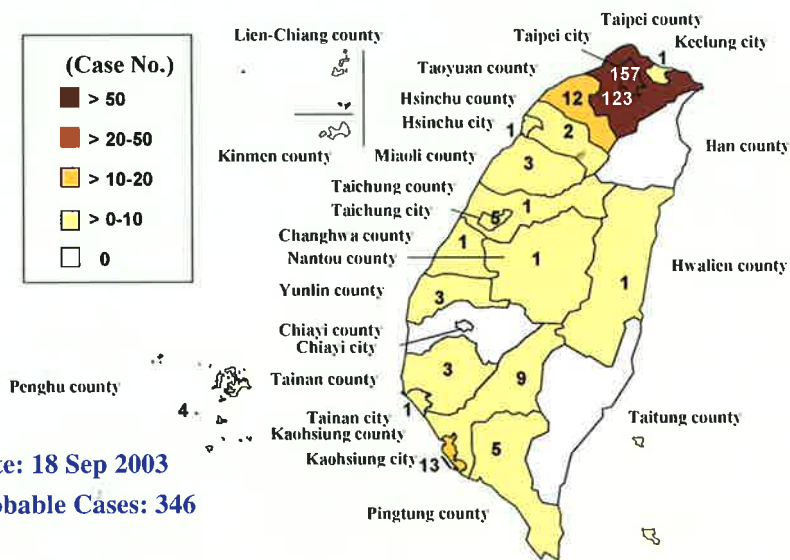 Taipei county
Taipei city
1
Keelung city
Lien-Chiang county
Taoyuan county
157
(Case No.)
> 50
> 20-50
> 10-20
> 0-10
0
Hsinchu county
12
123
Hsinchu city
1
2
Han county
Kinmen county
Miaoli county
3
Taichung county
1
Taichung city
5
Changhwa county
1
Nantou county
1
Hwalien county
1
Yunlin county
3
Chiayi county
Chiayi city
Penghu county
4
Tainan county
3
9
1
Tainan city
Taitung county
Kaohsiung county
Kaohsiung city
13
5
Pingtung county
te: 18 Sep 2003
obable Cases: 346